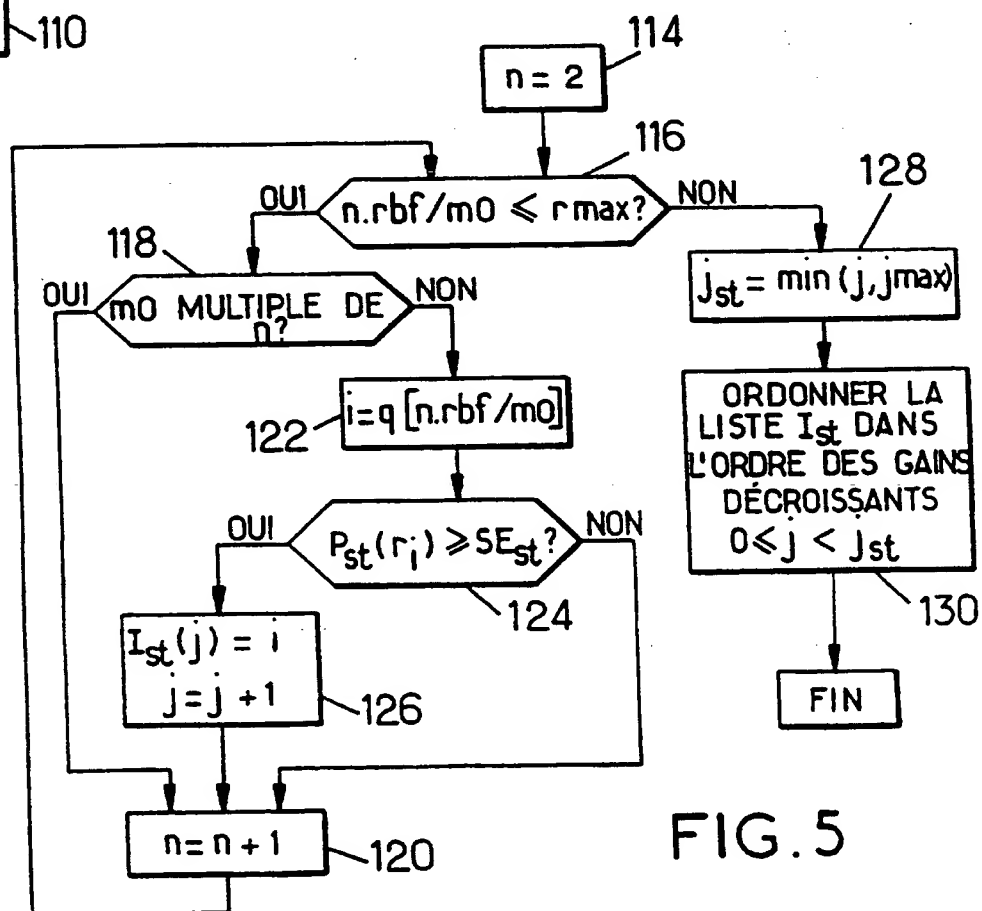 110
114
n = 2
116
n.rbf/m0 ⩽ rmax?
OUI
NON
128
118
jst = min (j, jmax)
OUI
m0 MULTIPLE DE
n?
NON
122
i=q [n.rbf/m0]
ORDONNER LA
LISTE Ist DANS
L'ORDRE DES GAINS
DÉCROISSANTS
0⩽j < jst
130
OUI
Pst(ri) ⩾ SEst?
NON
124
Ist(j) = i
j=j +1
126
FIN
n=n+1
120
FIG.5